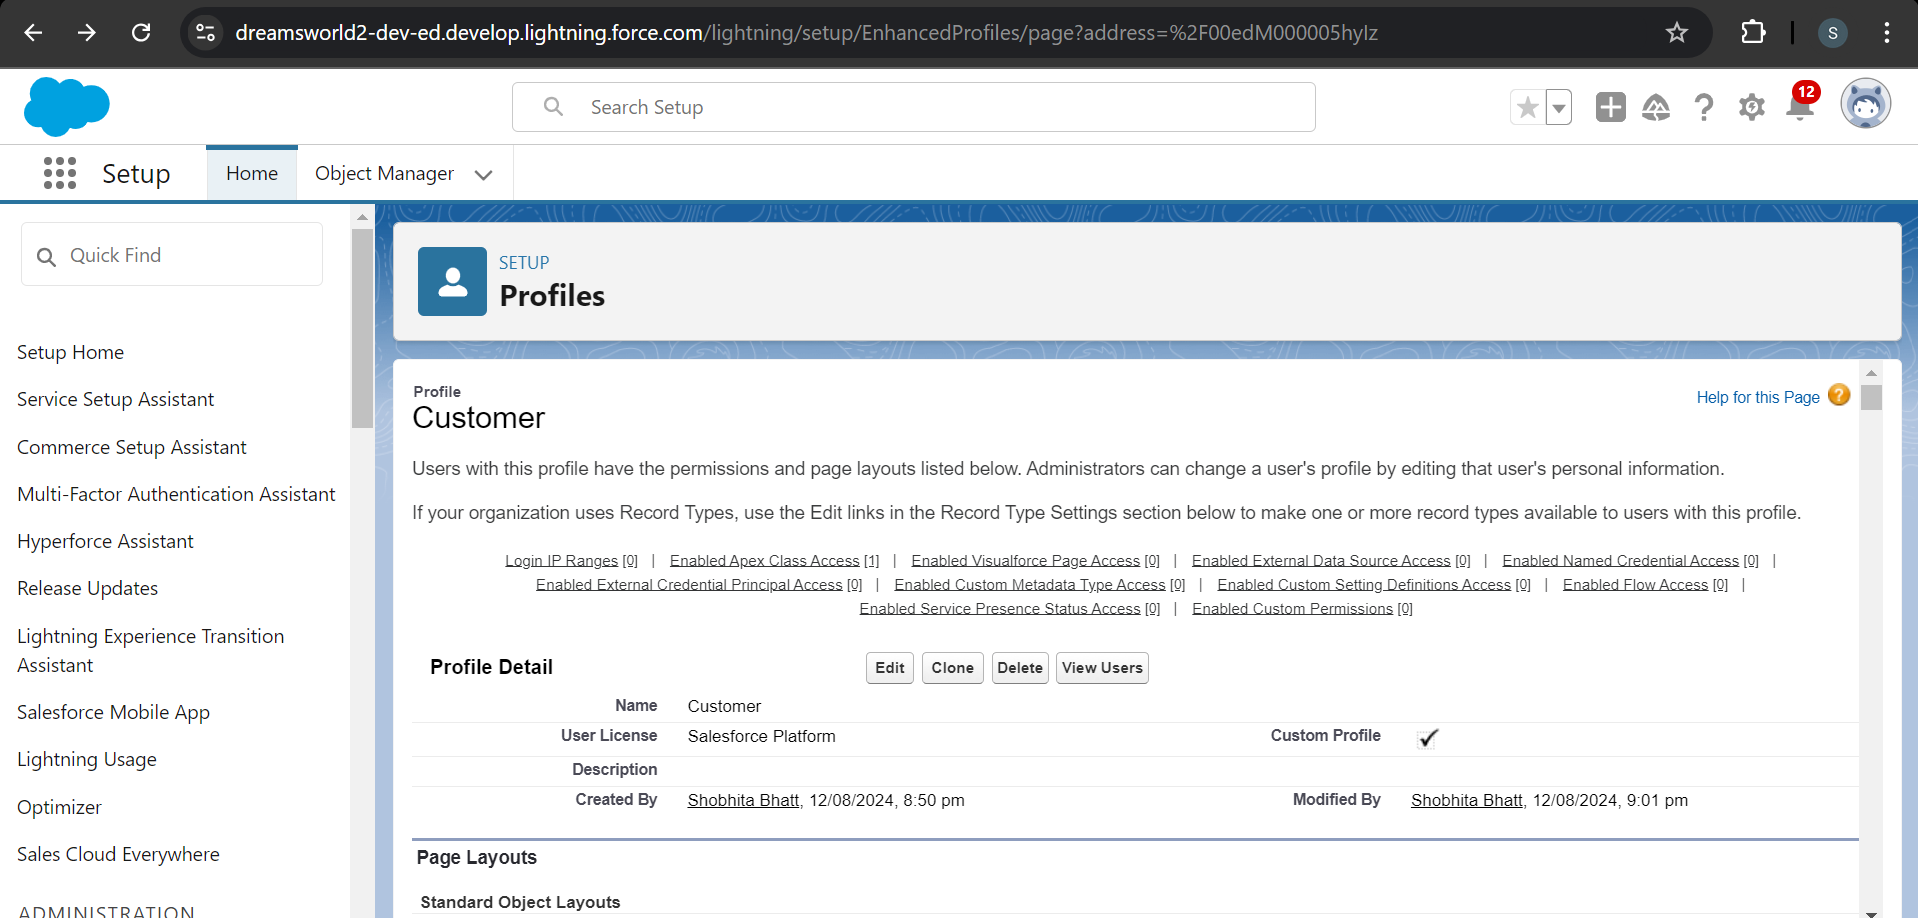 dreamsworld2-dev-ed.develop.lightning.force.com/lightning/setup/EnhancedProfiles/page?address=%2F00edM000005hylz
S
Search Setup
12
Setup
Home
Object Manager
Quick Find
SETUP
Profiles
Setup Home
Service Setup Assistant
Commerce Setup Assistant
Multi-Factor Authentication Assistant
Hyperforce Assistant
Release Updates
Lightning Experience Transition
Assistant
Salesforce Mobile App
Lightning Usage
Optimizer
Sales Cloud Everywhere
ADMINISTRATION
Profile
Customer
Help for this Page ?
Users with this profile have the permissions and page layouts listed below. Administrators can change a user's profile by editing that user's personal information.
If your organization uses Record Types, use the Edit links in the Record Type Settings section below to make one or more record types available to users with this profile.
Login IP Ranges [0] | Enabled Apex Class Access [1] | Enabled Visualforce Page Access [0] | Enabled External Data Source Access [0] | Enabled Named Credential Access [0] |
Enabled External Credential Principal Access [0] | Enabled Custom Metadata Type Access [0] | Enabled Custom Setting Definitions Access [0] | Enabled Flow Access [0] |
Enabled Service Presence Status Access [0] | Enabled Custom Permissions [0]
Profile Detail
Edit Clone Delete View Users
Name Customer
User License Salesforce Platform Custom Profile
Description
Created By Shobhita Bhatt, 12/08/2024, 8:50 pm Modified By Shobhita Bhatt, 12/08/2024, 9:01 pm
Page Layouts
Standard Object Layouts